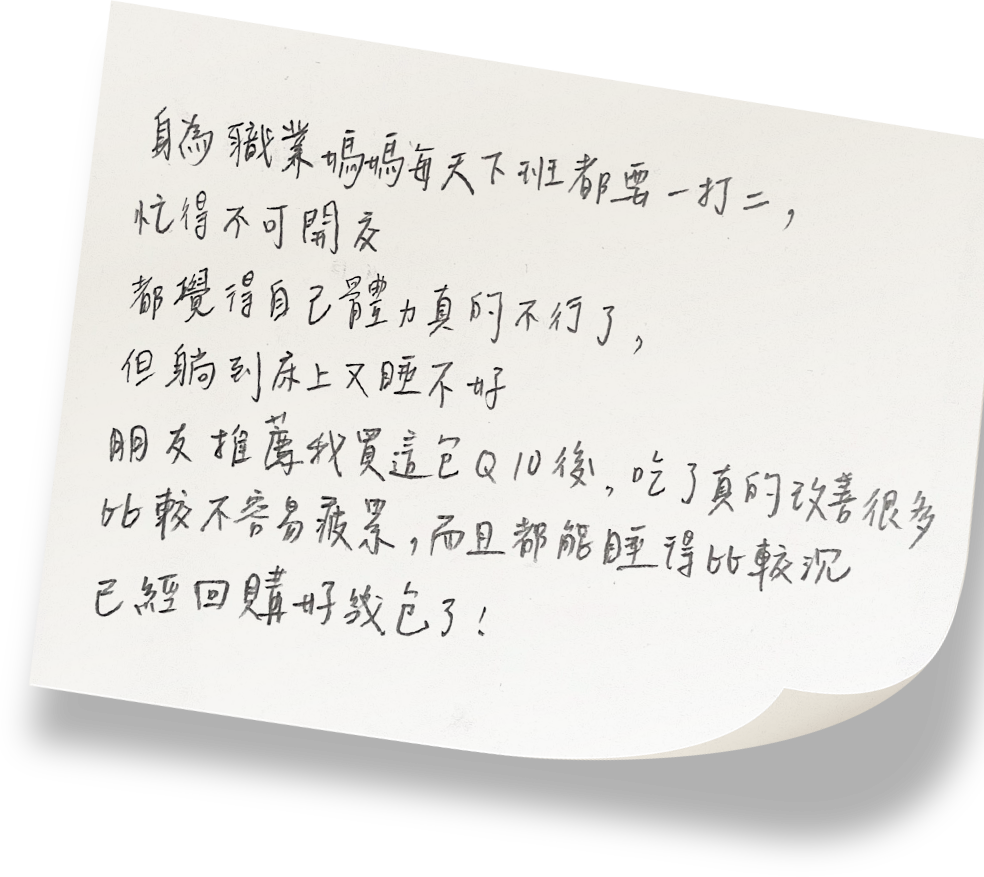 身為職業媽媽每天下班都要一打二,
忙得不可開交
都覺得自己體力真的不行了,
但躺到床上又睡不好
朋友推薦我買這包Q10後,吃了真的改善很多
比較不容易疲累,而且都能睡得比較沉
已經回購好幾包了!